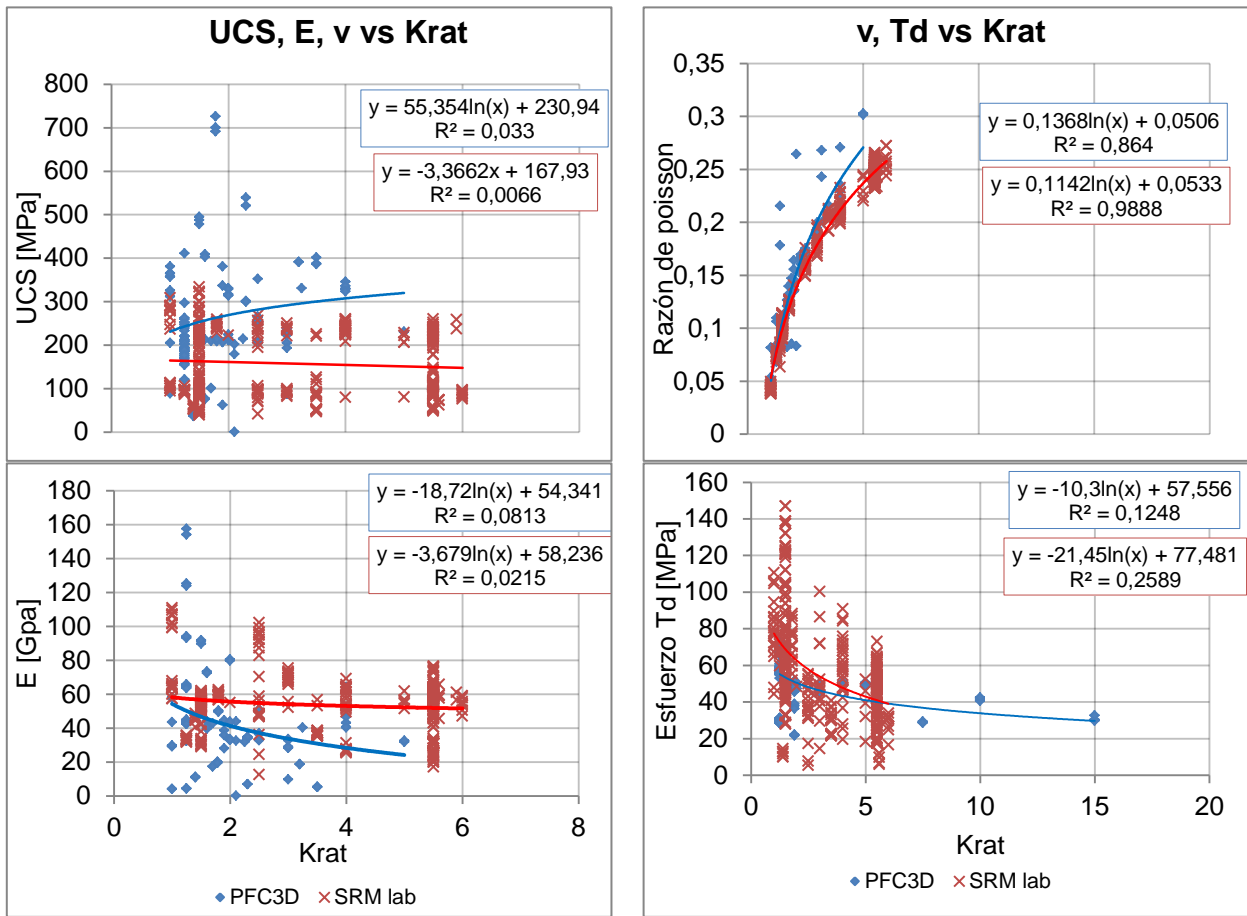 UCS, E, v vs Krat
800
700
600
500
400
300
200
100
0
UCS [MPa]
y = 55,354ln(x) + 230,94
R² = 0,033
y = -3,3662x + 167,93
R² = 0,0066
0
2
4
6
8
v, Td vs Krat
0,35
0,3
0,25
0,2
0,15
0,1
0,05
0
Razón de poisson
y = 0,1368ln(x) + 0,0506
R² = 0,864
y = 0,1142ln(x) + 0,0533
R² = 0,9888
180
160
140
120
100
80
60
40
20
0
E [Gpa]
y = -18,72ln(x) + 54,341
R² = 0,0813
y = -3,679ln(x) + 58,236
R² = 0,0215
Krat
PFC3D SRM lab
160
140
120
100
80
60
40
20
0
Esfuerzo Td [MPa]
y = -10,3ln(x) + 57,556
R² = 0,1248
y = -21,45ln(x) + 77,481
R² = 0,2589
0
5
10
15
20
Krat
PFC3D SRM lab